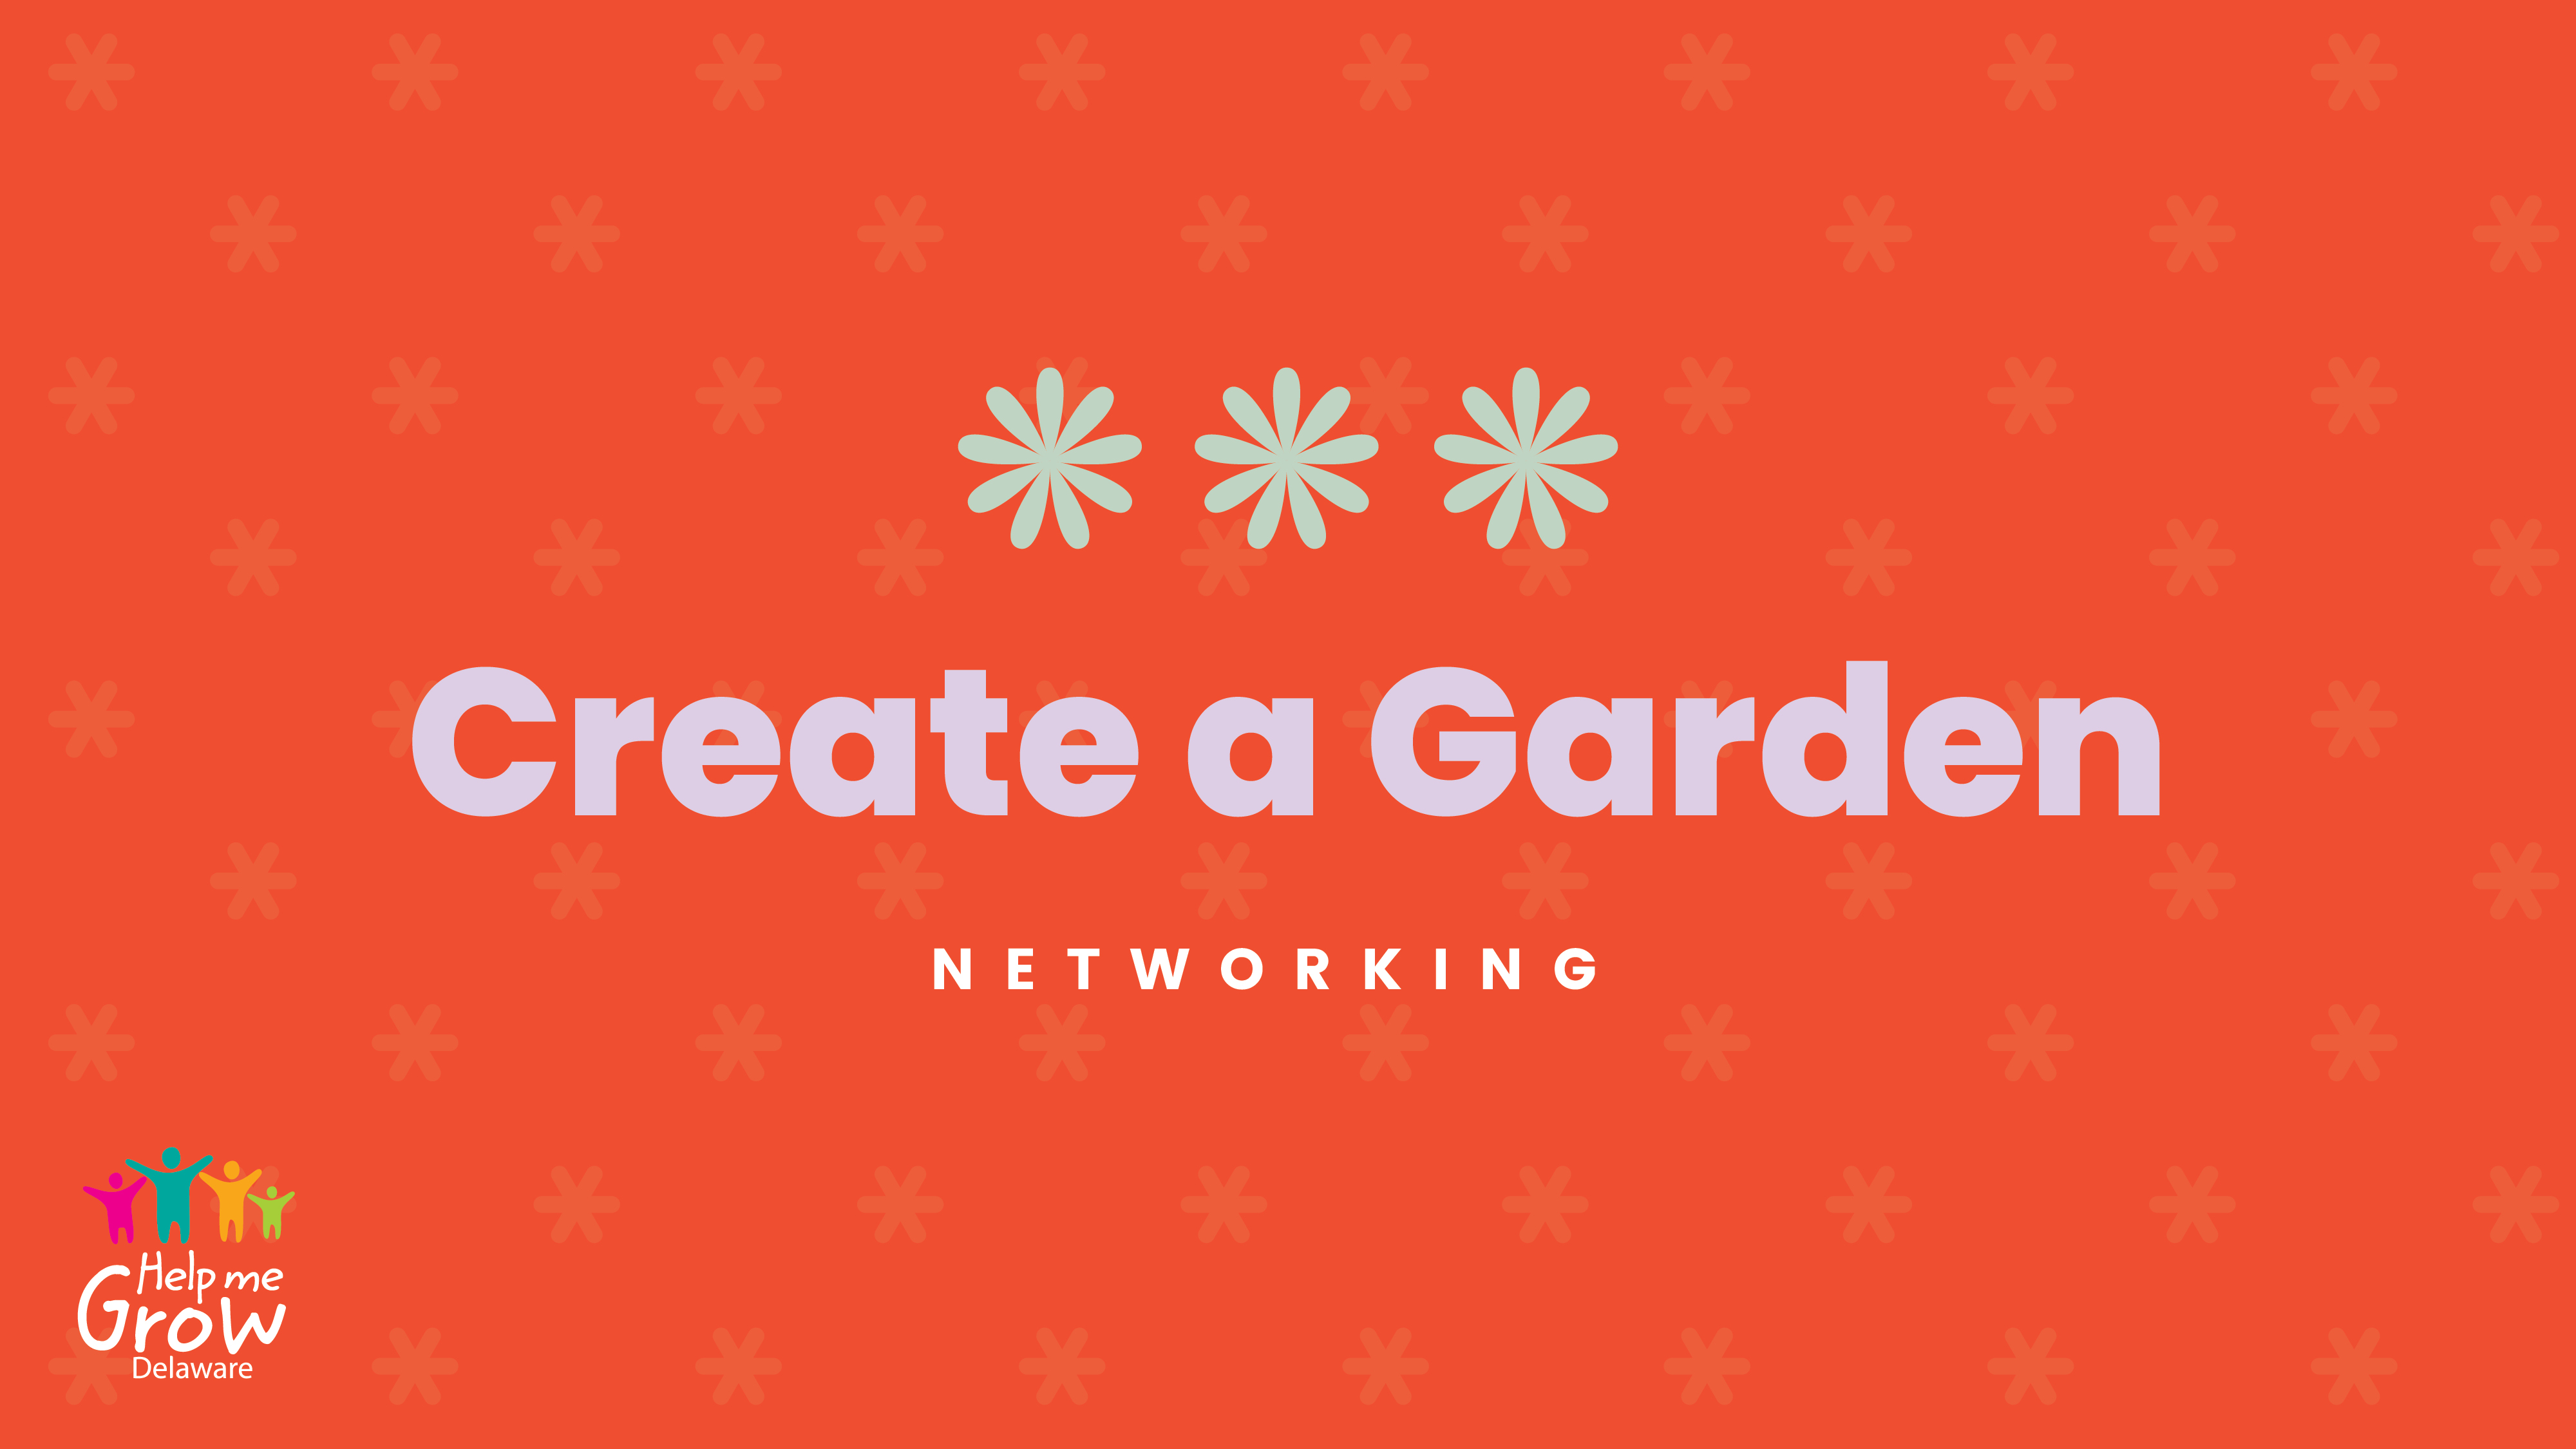 Create a Garden
NETWORKING
Help me
Grow
Delaware